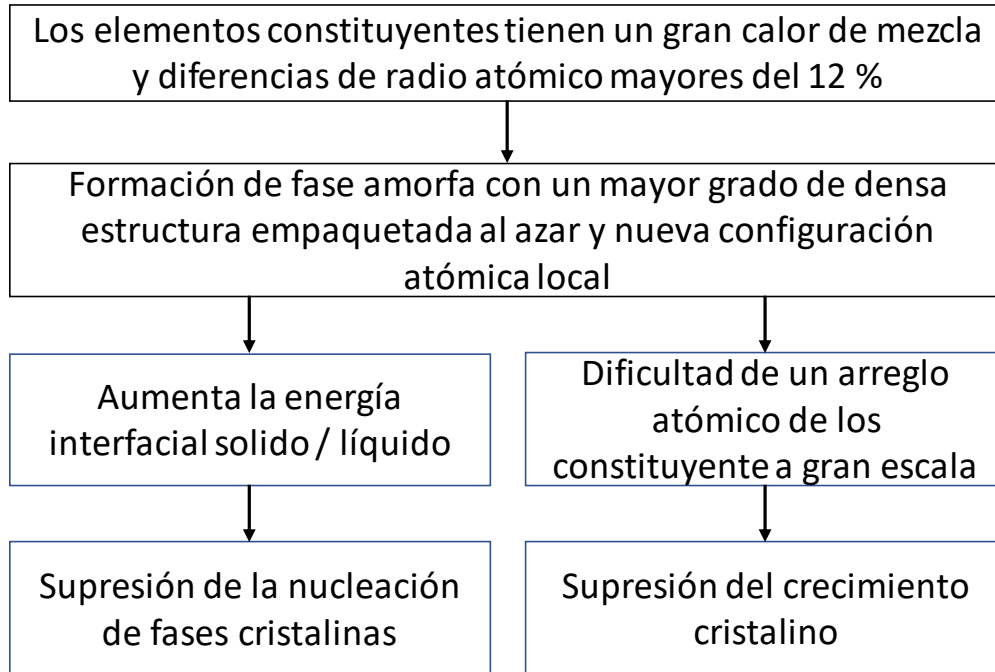 Los elementos constituyentes tienen un gran calor de mezcla
y diferencias de radio atómico mayores del 12 %
Formación de fase amorfa con un mayor grado de densa
estructura empaquetada al azar y nueva configuración
atómica local
Aumenta la energía
interfacial solido / líquido
Dificultad de un arreglo
atómico de los
constituyente a gran escala
Supresión de la nucleación
de fases cristalinas
Supresión del crecimiento
cristalino